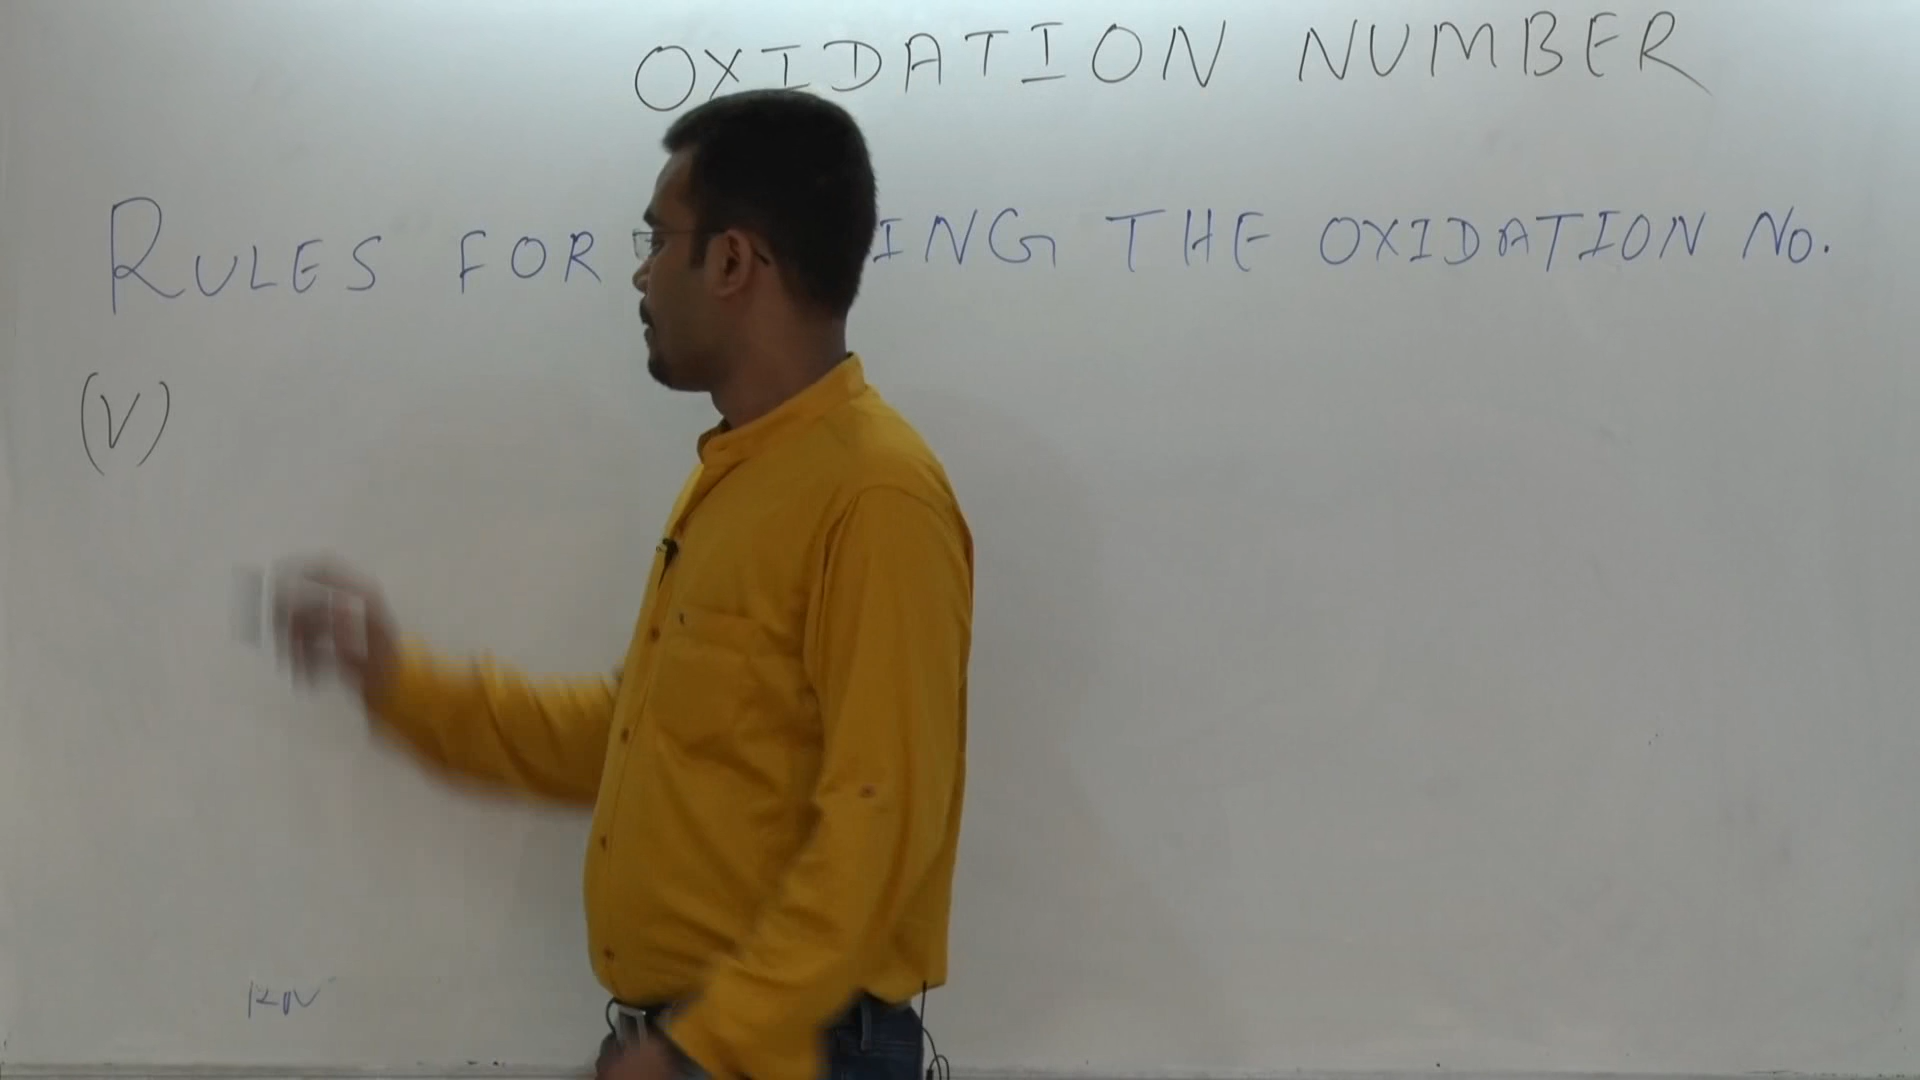 OXIDATION NUMBER
RULES FOR ING THE OXIDATION No.
(V)